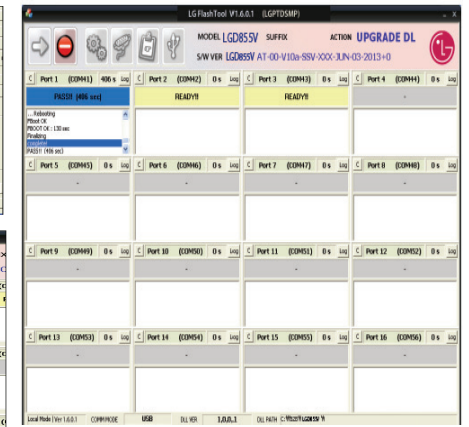 LG FlashTool V1.6.0.1 (LGPTDSMP)
MODEL LGD855V SUFFIX ACTION UPGRADE DL
S/W VER LGD855V AT-00-V10a-SSV-XXX-JUN-03-2013+0
LG
C Port 1 (COM41) 406 s Log C Port 2 (COM42) 0 s Log C Port 3 (COM43) 0 s Log C Port 4 (COM44) 0 s
PASS!! (406 sec) READY!! READY!! -
... Rebooting
PBoot OK
PBOOT OK : 130 sec
Finalizing
completed
PASS!! (406 sec)
C Port 5 (COM45) 0 s Log C Port 6 (COM46) 0 s Log C Port 7 (COM47) 0 s Log C Port 8 (COM48) 0 s
- - - -
C Port 9 (COM49) 0 s Log C Port 10 (COM50) 0 s Log C Port 11 (COM51) 0 s Log C Port 12 (COM52) 0 s
- - - -
C Port 13 (COM53) 0 s Log C Port 14 (COM54) 0 s Log C Port 15 (COM55) 0 s Log C Port 16 (COM56) 0 s
- - - -
Local Mode | Ver 1.6.0.1 COMM MODE USB DLL VER 1,0,0,1 DLL PATH